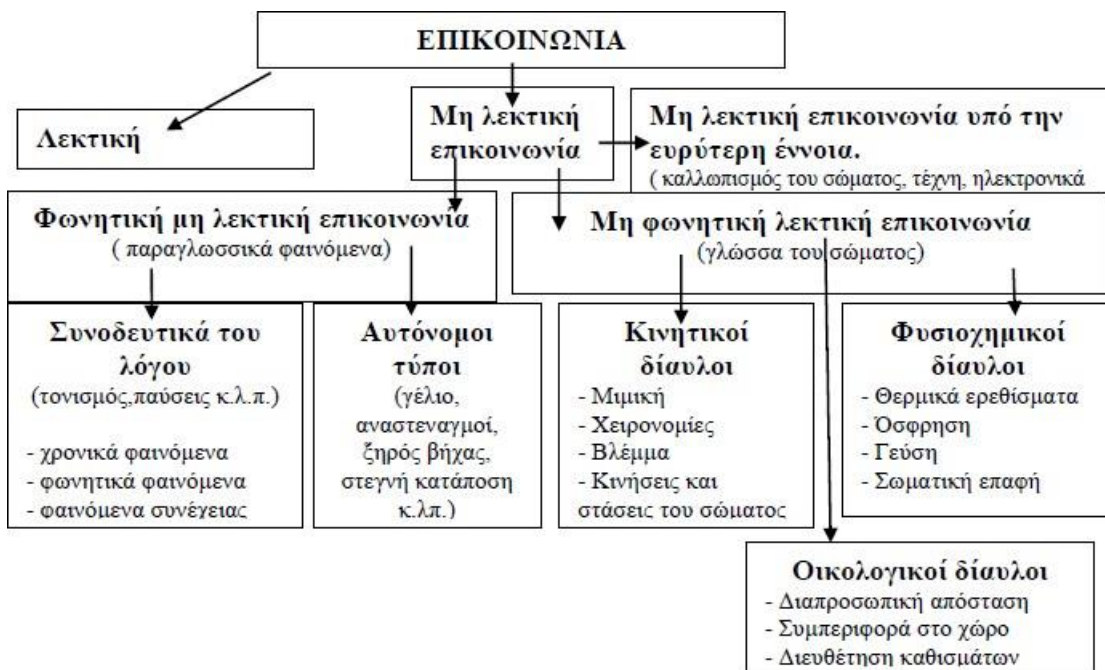 ΕΠΙΚΟΙΝΩΝΙΑ
Λεκτική
Μη λεκτική
επικοινωνία
Μη λεκτική επικοινωνία υπό την
ευρύτερη έννοια.
( καλλωπισμός του σώματος, τέχνη, ηλεκτρονικά
Φωνητική μη λεκτική επικοινωνία
( παραγλωσσικά φαινόμενα)
Μη φωνητική λεκτική επικοινωνία
(γλώσσα του σώματος)
Συνοδευτικά του
λόγου
(τονισμός,παύσεις κ.λ.π.)
- χρονικά φαινόμενα
- φωνητικά φαινόμενα
- φαινόμενα συνέχειας
Αυτόνομοι
τύποι
(γέλιο,
αναστεναγμοί,
ξηρός βήχας,
στεγνή κατάποση
κ.λπ.)
Κινητικοί
δίαυλοι
- Μιμική
- Χειρονομίες
- Βλέμμα
- Κινήσεις και
στάσεις του σώματος
Φυσιοχημικοί
δίαυλοι
- Θερμικά ερεθίσματα
- Όσφρηση
- Γεύση
- Σωματική επαφή
Οικολογικοί δίαυλοι
- Διαπροσωπική απόσταση
- Συμπεριφορά στο χώρο
- Διευθέτηση καθισμάτων